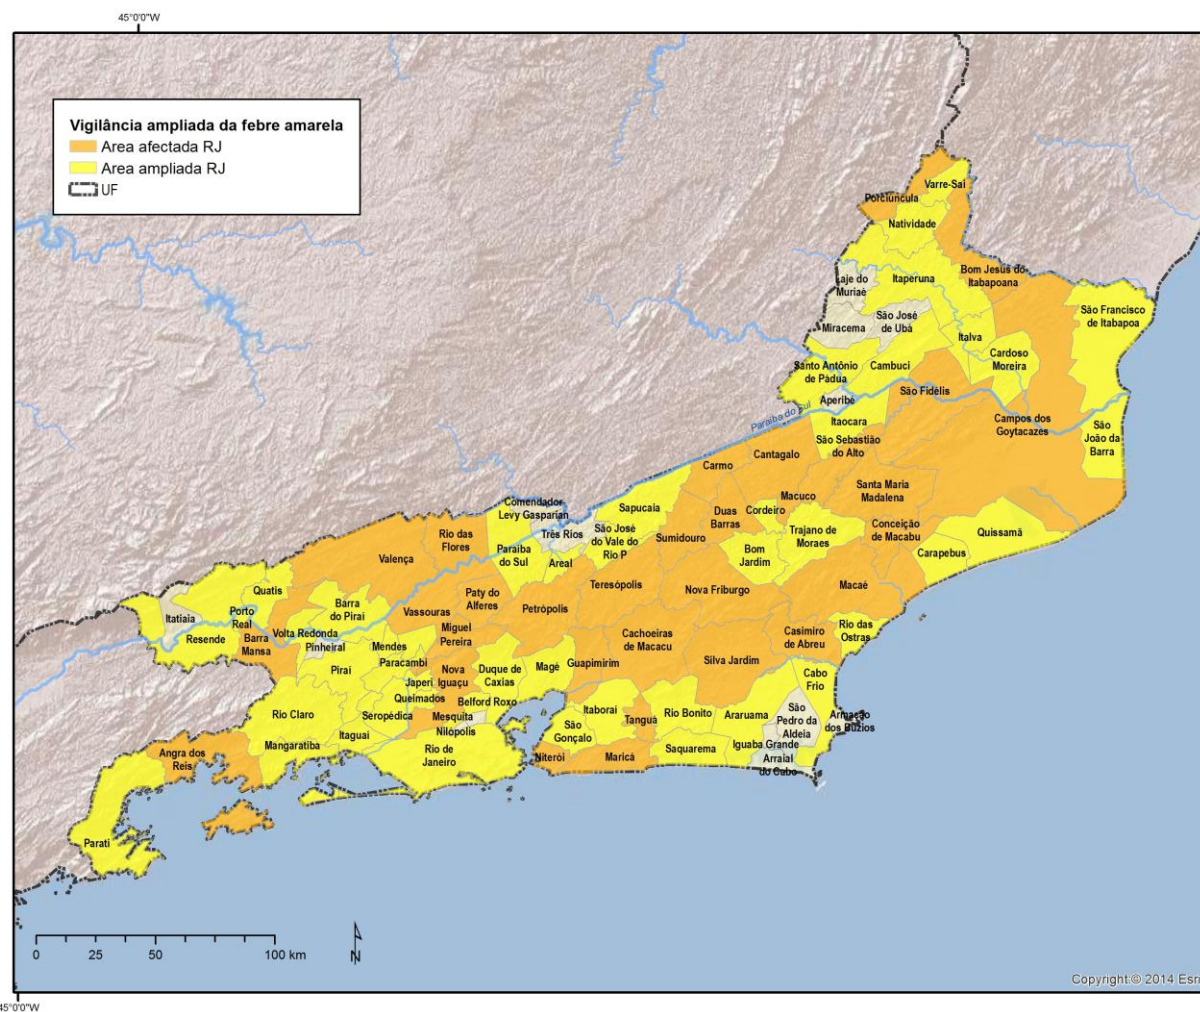 45°0'0"W
Vigilância ampliada da febre amarela
Area afectada RJ
Area ampliada RJ
UF
Varre-Sai
Porciúncula
Natividade
Bom Jesus do
Itabapoana
Laje do
Muriaé
Itaperuna
São Francisco
de Itabapoa
São José
de Ubá
Miracema
Italva
Cardoso
Moreira
Santo Antônio
de Pádua
Cambuci
São Fidélis
Aperibé
Paraíba do Sul
Itaocara
Campos dos
Goytacazes
São
João da
Barra
São Sebastião
do Alto
Cantagalo
Carmo
Santa Maria
Madalena
Macuco
Comendador
Levy Gasparian
Sapucaia
Duas
Barras
Cordeiro
Trajano de
Moraes
Conceição
de Macabu
Quissamã
Rio das
Flores
Três Rios
São José
do Vale do
Rio P
Sumidouro
Carapebus
Valença
Paraíba
do Sul
Areal
Bom
Jardim
Teresópolis
Nova Friburgo
Macaé
Quatis
Itatiaia
Porto
Real
Barra
do Piraí
Vassouras
Paty do
Alferes
Petrópolis
Resende
Barra
Mansa
Volta Redonda
Pinheiral
Mendes
Miguel
Pereira
Cachoeiras
de Macacu
Casimiro
de Abreu
Rio das
Ostras
Piraí
Paracambi
Nova
Iguaçu
Duque de
Caxias
Magé
Guapimirim
Silva Jardim
Japeri
Queimados
Belford Roxo
Cabo
Frio
Rio Claro
Seropédica
Mesquita
Itaboraí
Tanguá
Rio Bonito
Araruama
São
Pedro da
Aldeia
Armação
dos Búzios
Itaguaí
Nilópolis
São
Gonçalo
Mangaratiba
Rio de
Janeiro
Saquarema
Iguaba Grande
Angra dos
Reis
Niterói
Maricá
Arraial
do Cabo
Parati
0 25 50 100 km
N
Copyright:© 2014 Esri
45°0'0"W